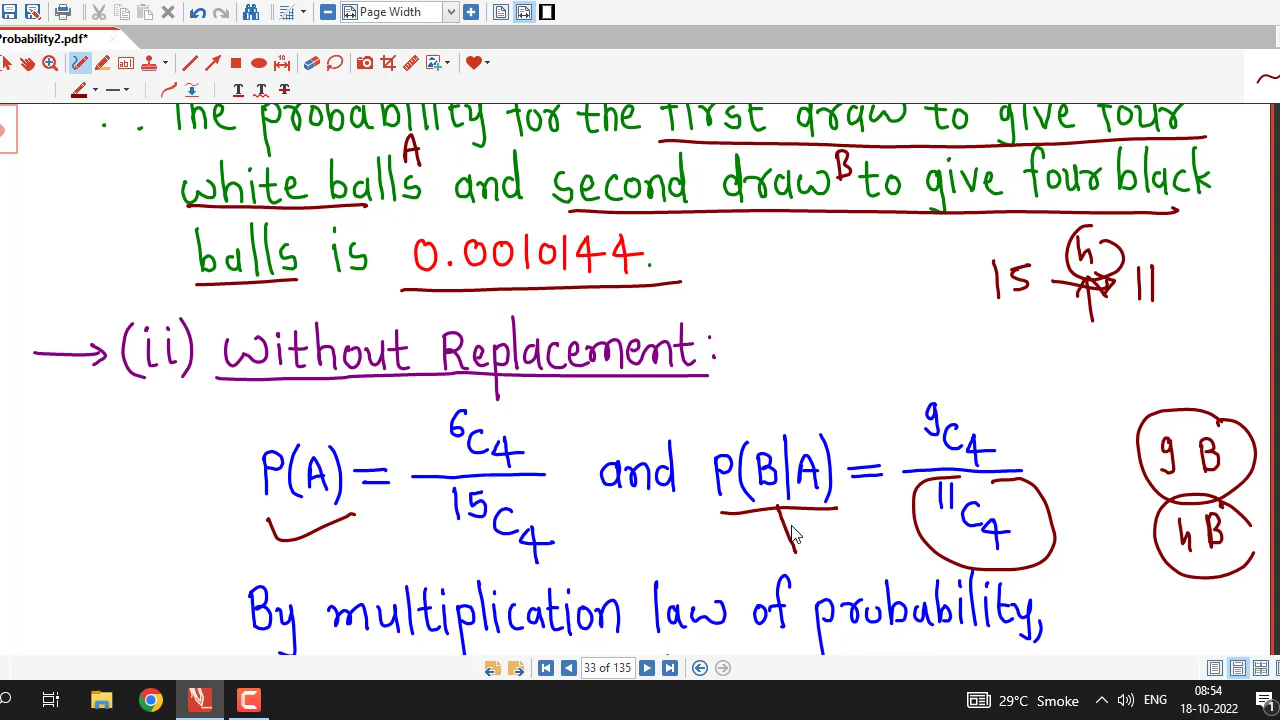 Page Width
Probability2.pdf*
∴ The probability for the first draw to give four
A B
white balls and second draw to give four black
balls is 0.0010144.
15 4 11
→ (ii) Without Replacement:
P(A) = ⁶C₄ / ¹⁵C₄ and P(B|A) = ⁹C₄ / ¹¹C₄
9 B
4 B
By multiplication law of probability,
33 of 135
29°C Smoke ENG 08:54
18-10-2022